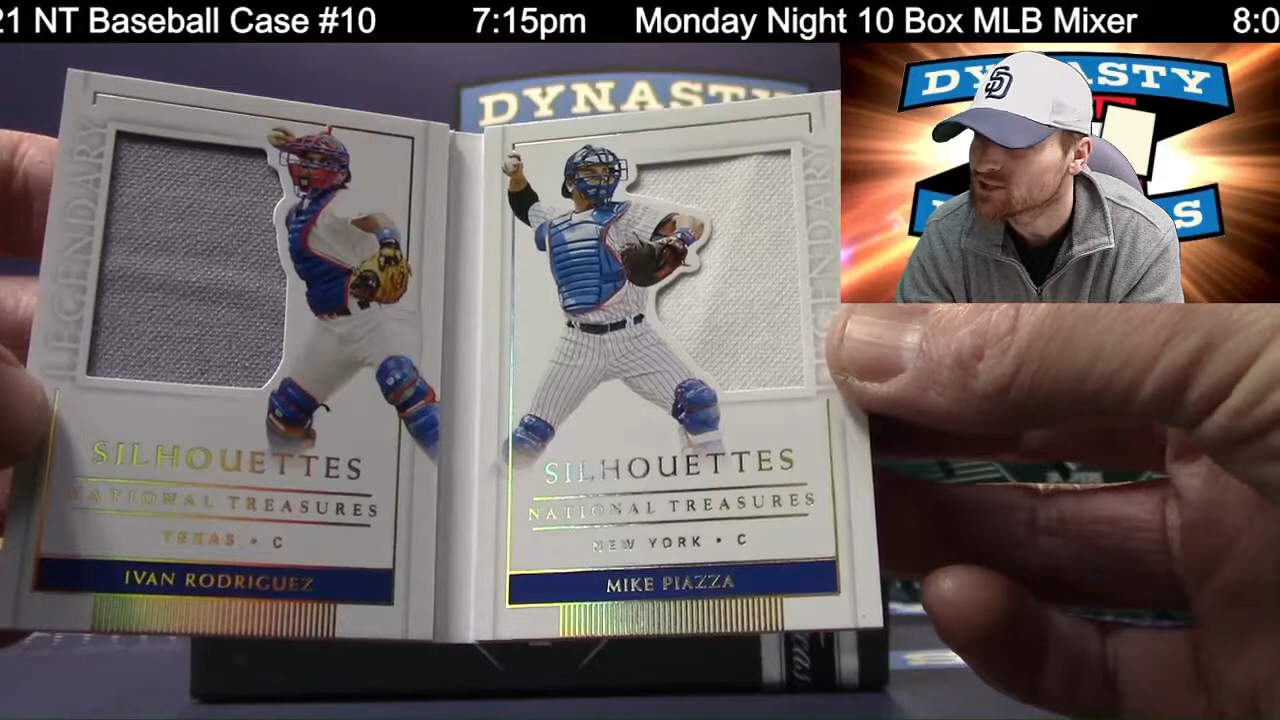 21 NT Baseball Case #10 7:15pm Monday Night 10 Box MLB Mixer 8:0
DYNASTY
DYNASTY
SD
LEGENDARY
LEGENDARY
SILHOUETTES
NATIONAL TREASURES
TEXAS • C
IVAN RODRIGUEZ
SILHOUETTES
NATIONAL TREASURES
NEW YORK • C
MIKE PIAZZA